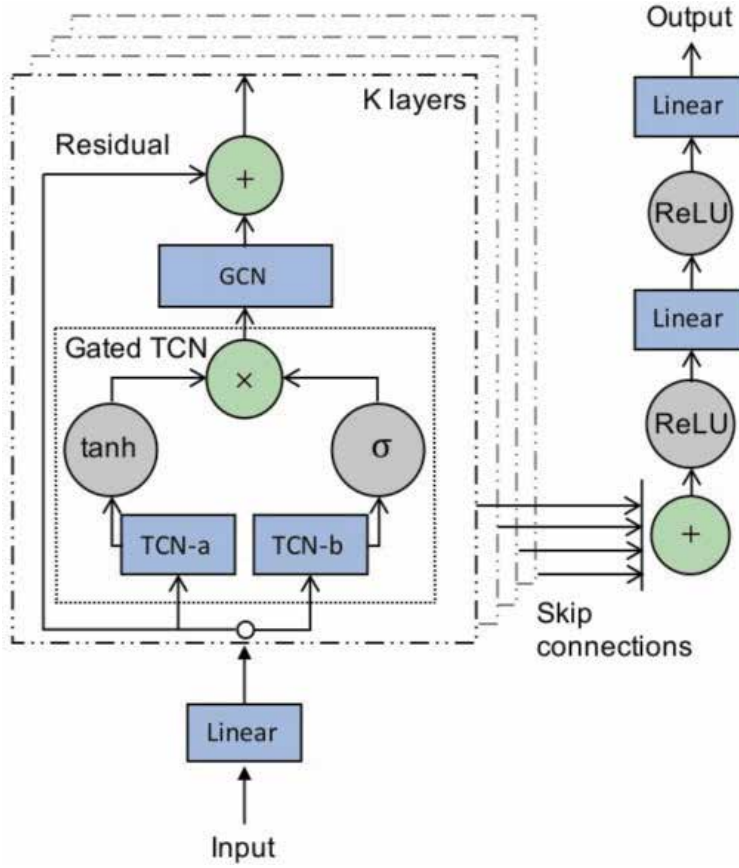 Output
K layers
Linear
Residual
+
ReLU
GCN
Linear
Gated TCN
×
ReLU
tanh
σ
TCN-a
TCN-b
+
Skip
connections
Linear
Input